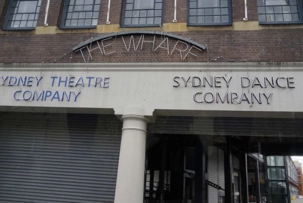 THE WHARF
SYDNEY THEATRE
COMPANY
SYDNEY DANCE
COMPANY